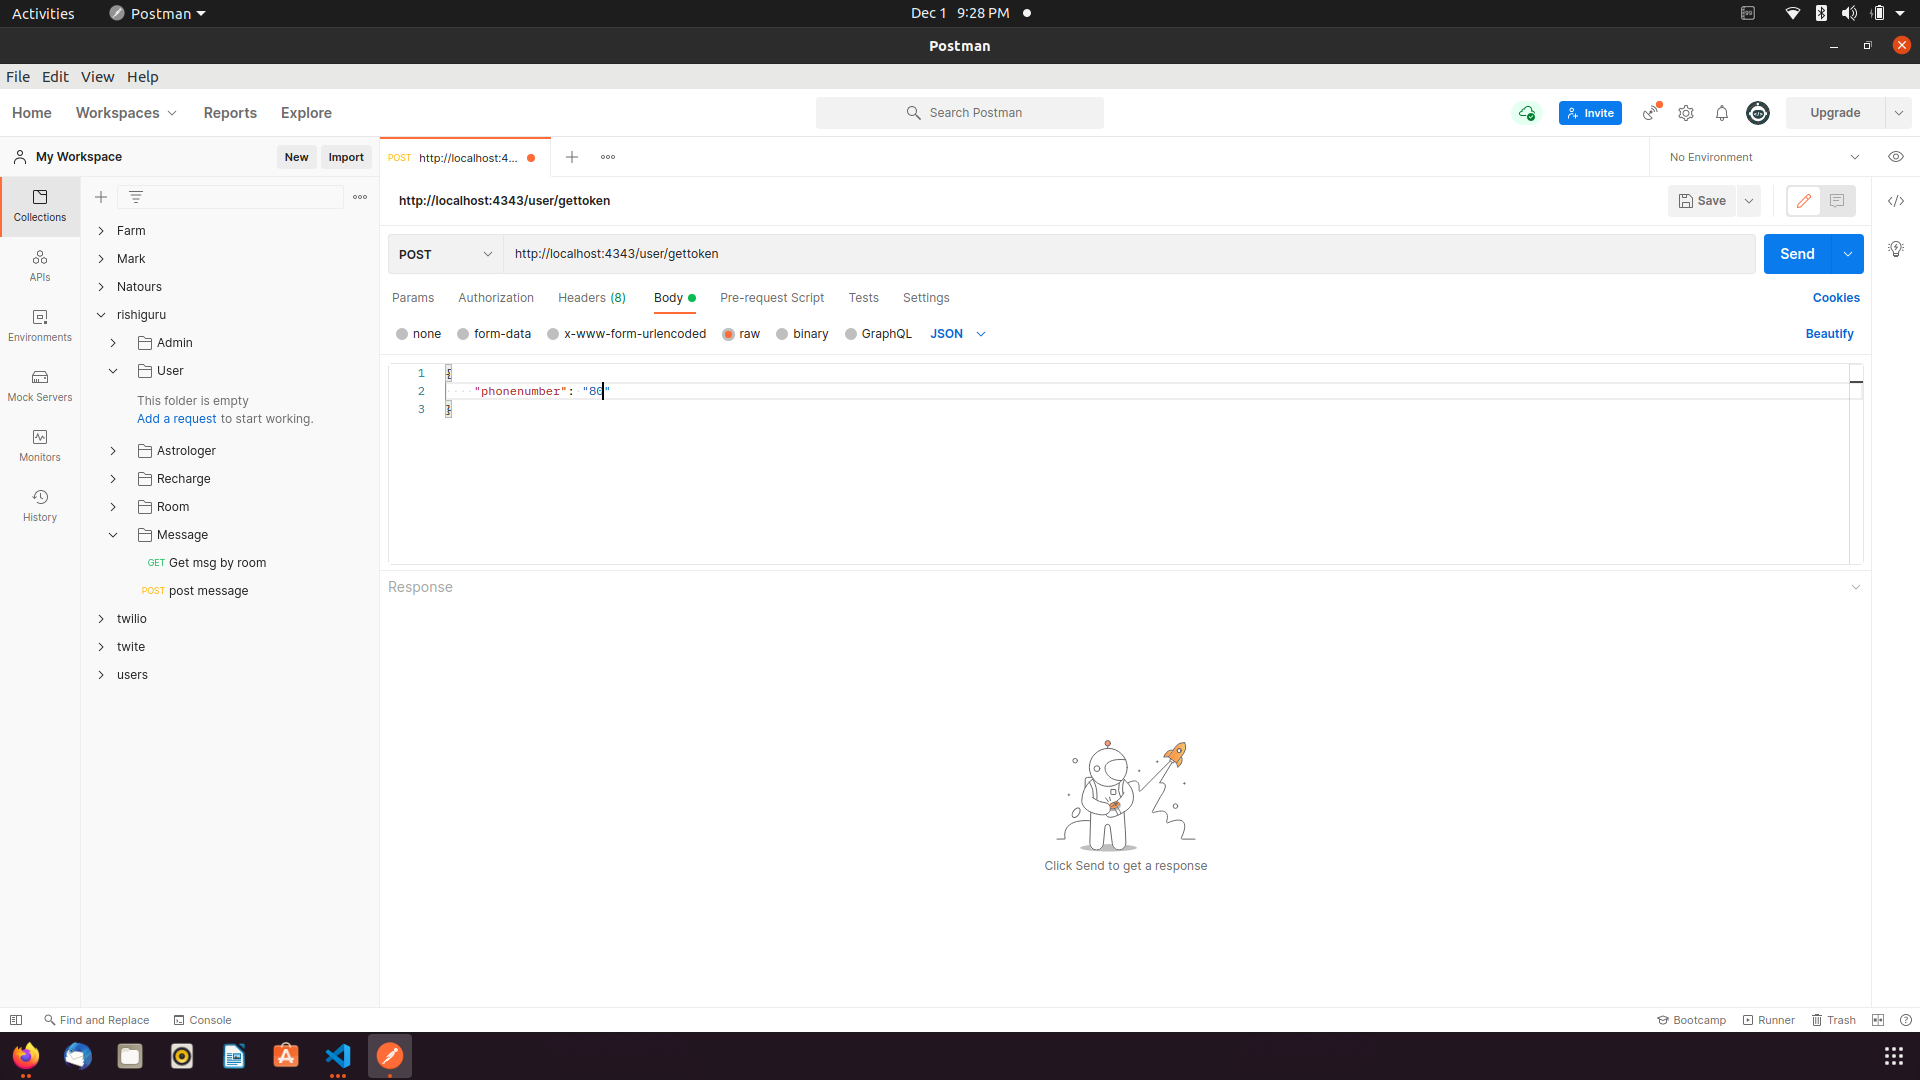 Activities Postman Dec 1 9:28 PM
Postman
File Edit View Help
Home Workspaces Reports Explore Search Postman Invite Upgrade
My Workspace New Import POST http://localhost:4... No Environment
Collections
APIs
Environments
Mock Servers
Monitors
History
Farm
Mark
Natours
rishiguru
Admin
User
This folder is empty
Add a request to start working.
Astrologer
Recharge
Room
Message
GET Get msg by room
POST post message
twilio
twite
users
http://localhost:4343/user/gettoken Save
POST http://localhost:4343/user/gettoken Send
Params Authorization Headers (8) Body Pre-request Script Tests Settings Cookies
none form-data x-www-form-urlencoded raw binary GraphQL JSON Beautify
1 {
2 "phonenumber": "80"
3 }
Response
Click Send to get a response
Find and Replace Console Bootcamp Runner Trash